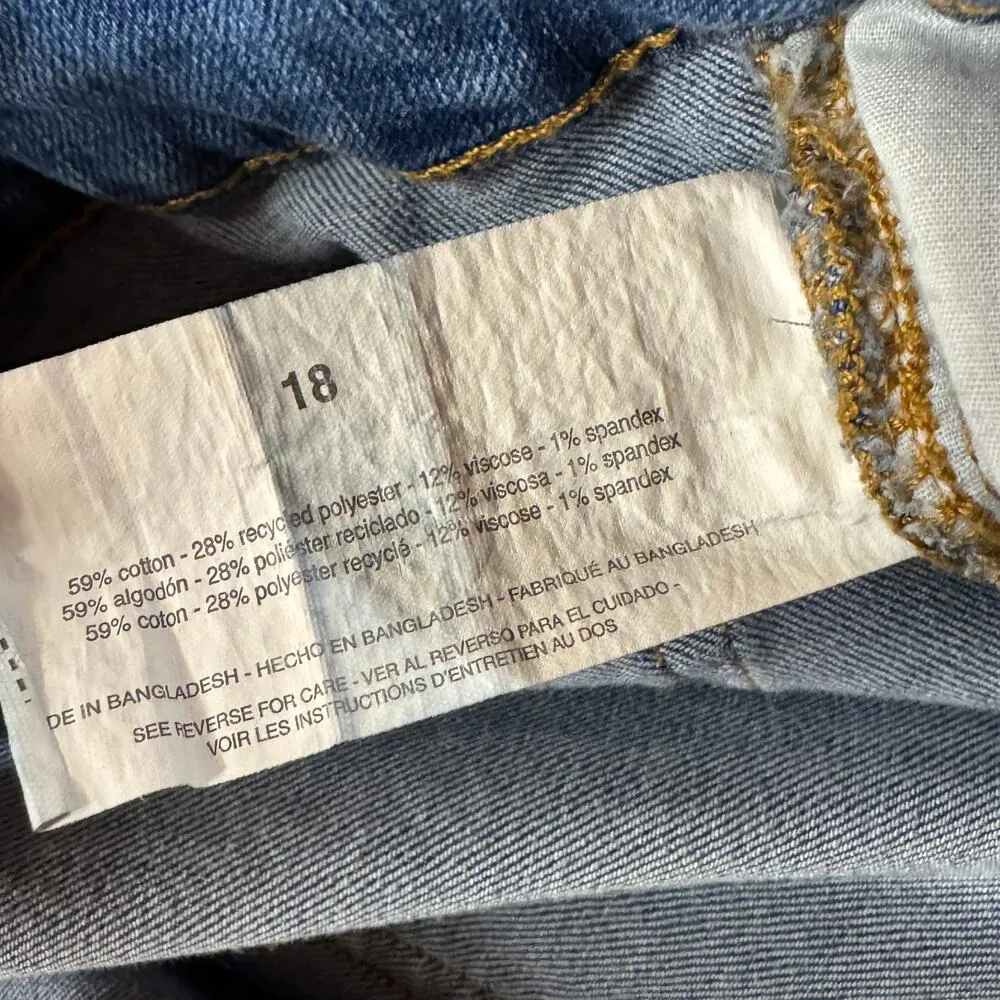 18
59% cotton - 28% recycled polyester - 12% viscose - 1% spandex
59% algodón - 28% poliéster reciclado - 12% viscosa - 1% spandex
59% coton - 28% polyester recyclé - 12% viscose - 1% spandex
DE IN BANGLADESH - HECHO EN BANGLADESH - FABRIQUÉ AU BANGLADESH
SEE REVERSE FOR CARE - VER AL REVERSO PARA EL CUIDADO -
VOIR LES INSTRUCTIONS D'ENTRETIEN AU DOS